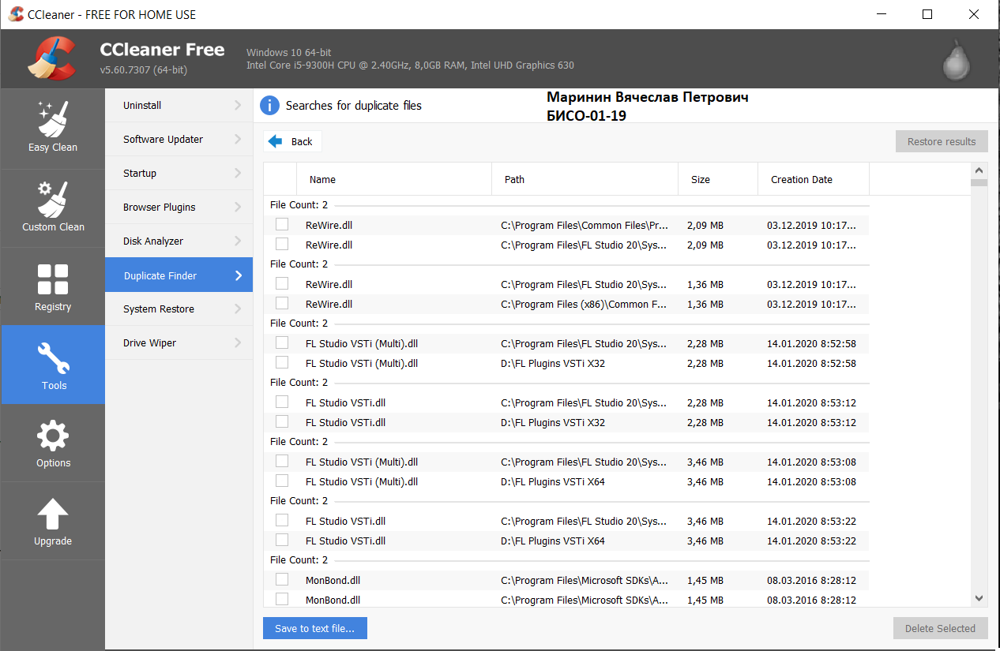 CCleaner - FREE FOR HOME USE
CCleaner Free
v5.60.7307 (64-bit)
Windows 10 64-bit
Intel Core i5-9300H CPU @ 2.40GHz, 8,0GB RAM, Intel UHD Graphics 630
Easy Clean
Custom Clean
Registry
Tools
Options
Upgrade
Uninstall
Software Updater
Startup
Browser Plugins
Disk Analyzer
Duplicate Finder
System Restore
Drive Wiper
Searches for duplicate files
Маринин Вячеслав Петрович
БИСО-01-19
Back
Restore results
Name Path Size Creation Date
File Count: 2
ReWire.dll C:\Program Files\Common Files\Pr... 2,09 MB 03.12.2019 10:17...
ReWire.dll C:\Program Files\FL Studio 20\Sys... 2,09 MB 03.12.2019 10:17...
File Count: 2
ReWire.dll C:\Program Files\FL Studio 20\Sys... 1,36 MB 03.12.2019 10:17...
ReWire.dll C:\Program Files (x86)\Common F... 1,36 MB 03.12.2019 10:17...
File Count: 2
FL Studio VSTi (Multi).dll C:\Program Files\FL Studio 20\Sys... 2,28 MB 14.01.2020 8:52:58
FL Studio VSTi (Multi).dll D:\FL Plugins VSTi X32 2,28 MB 14.01.2020 8:52:58
File Count: 2
FL Studio VSTi.dll C:\Program Files\FL Studio 20\Sys... 2,28 MB 14.01.2020 8:53:12
FL Studio VSTi.dll D:\FL Plugins VSTi X32 2,28 MB 14.01.2020 8:53:12
File Count: 2
FL Studio VSTi (Multi).dll C:\Program Files\FL Studio 20\Sys... 3,46 MB 14.01.2020 8:53:08
FL Studio VSTi (Multi).dll D:\FL Plugins VSTi X64 3,46 MB 14.01.2020 8:53:08
File Count: 2
FL Studio VSTi.dll C:\Program Files\FL Studio 20\Sys... 3,46 MB 14.01.2020 8:53:22
FL Studio VSTi.dll D:\FL Plugins VSTi X64 3,46 MB 14.01.2020 8:53:22
File Count: 2
MonBond.dll C:\Program Files\Microsoft SDKs\A... 1,45 MB 08.03.2016 8:28:12
MonBond.dll C:\Program Files\Microsoft SDKs\A... 1,45 MB 08.03.2016 8:28:12
Save to text file...
Delete Selected